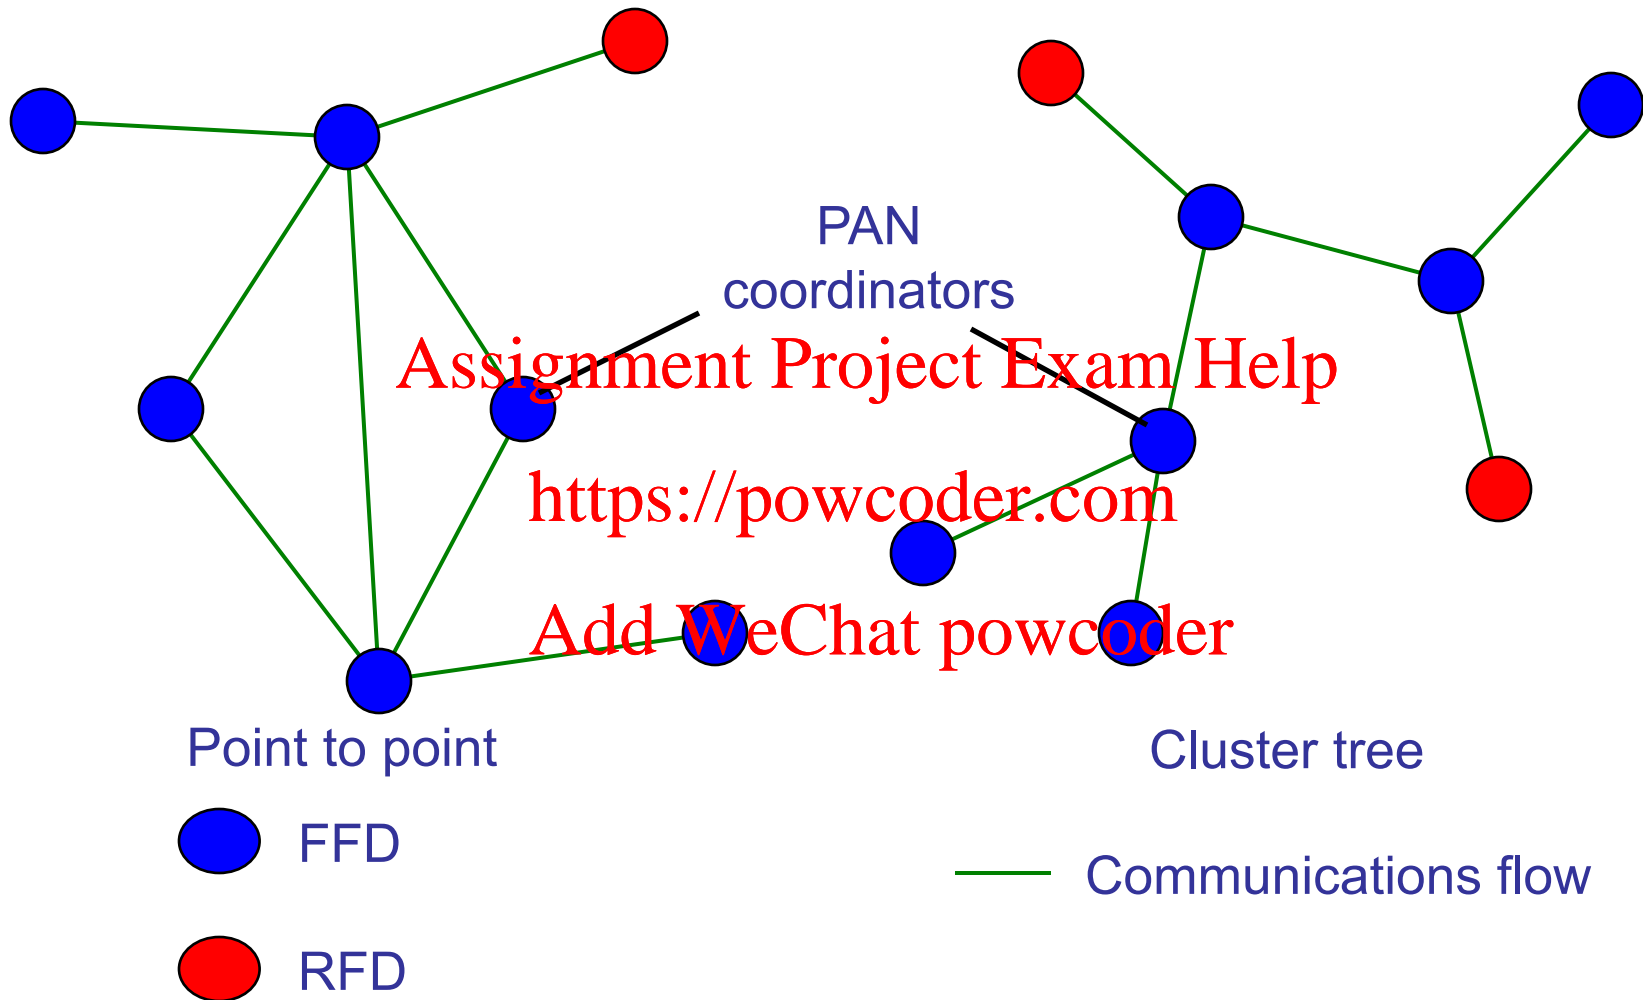 PAN
coordinators
Assignment Project Exam Help
https://powcoder.com
Add WeChat powcoder
Point to point
Cluster tree
FFD
Communications flow
RFD